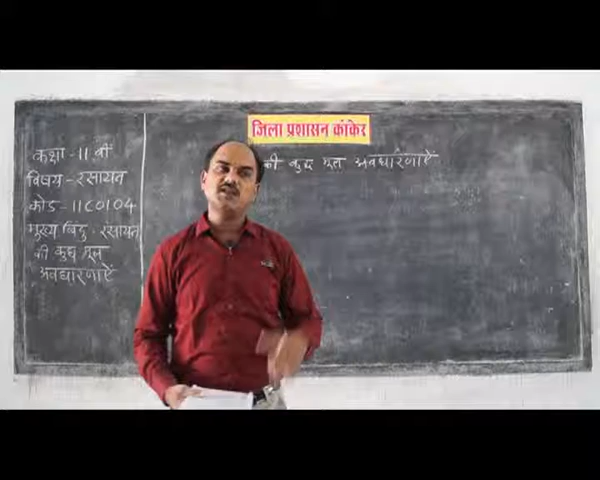 जिला प्रशासन कांकेर
कक्षा - 11 वीं
विषय - रसायन
कोड - 11C0104
मुख्य बिंदु - रसायन
की कुछ मूल
अवधारणाऐं
की कुछ मूल अवधारणाऐं